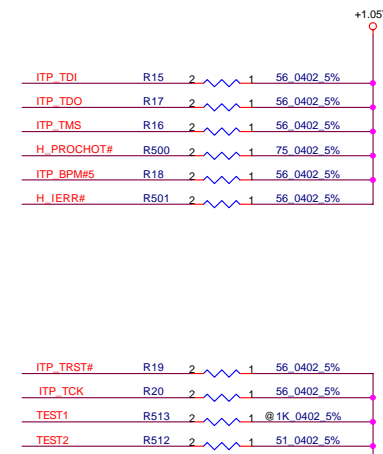 +1.05
ITP_TDI R15 2 1 56_0402_5%
ITP_TDO R17 2 1 56_0402_5%
ITP_TMS R16 2 1 56_0402_5%
H_PROCHOT# R500 2 1 75_0402_5%
ITP_BPM#5 R18 2 1 56_0402_5%
H_IERR# R501 2 1 56_0402_5%
ITP_TRST# R19 2 1 56_0402_5%
ITP_TCK R20 2 1 56_0402_5%
TEST1 R513 2 1 @1K_0402_5%
TEST2 R512 2 1 51_0402_5%